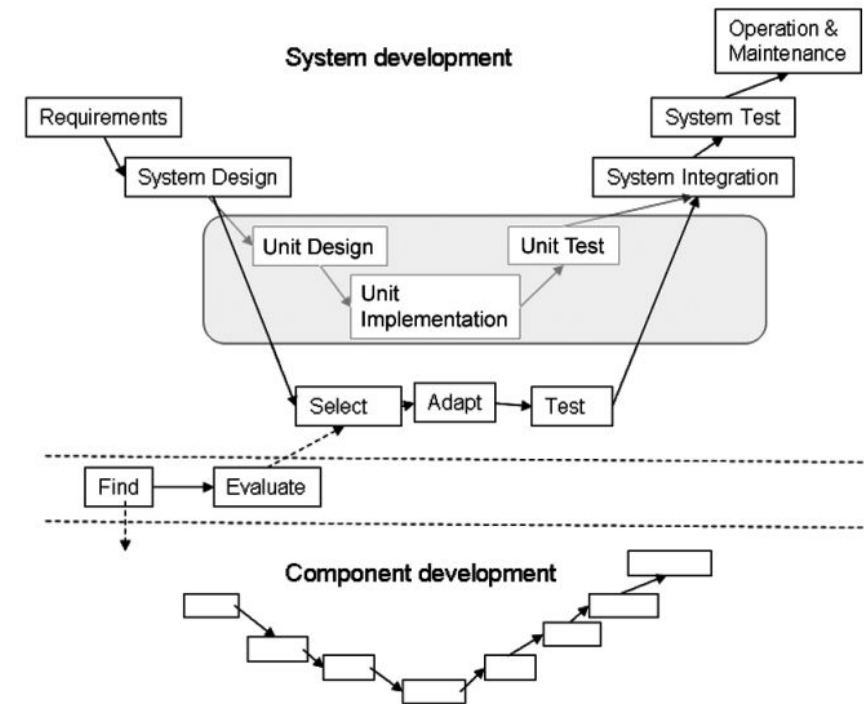 Operation &
Maintenance
System development
Requirements
System Test
System Design
System Integration
Unit Design
Unit Test
Unit
Implementation
Select
Adapt
Test
Find
Evaluate
Component development